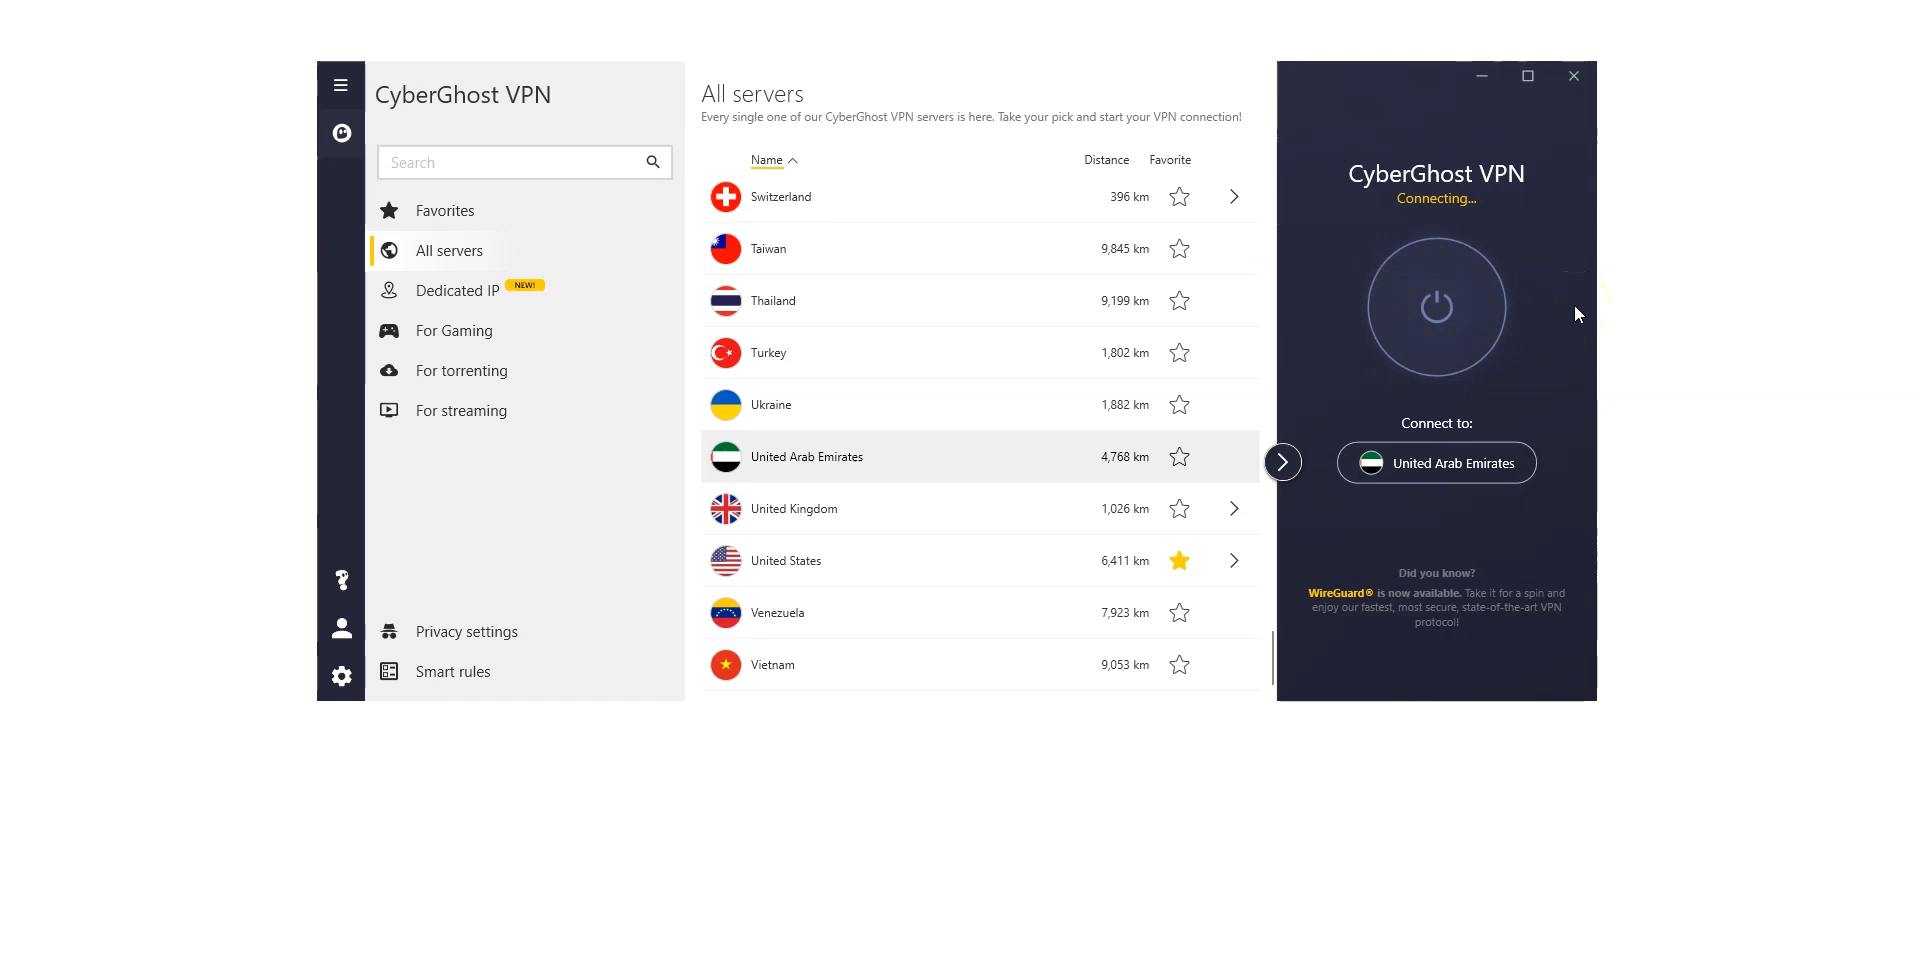 CyberGhost VPN
Search
Favorites
All servers
Dedicated IP NEW!
For Gaming
For torrenting
For streaming
Privacy settings
Smart rules
All servers
Every single one of our CyberGhost VPN servers is here. Take your pick and start your VPN connection!
Name Distance Favorite
Switzerland 396 km
Taiwan 9,845 km
Thailand 9,199 km
Turkey 1,802 km
Ukraine 1,882 km
United Arab Emirates 4,768 km
United Kingdom 1,026 km
United States 6,411 km
Venezuela 7,923 km
Vietnam 9,053 km
CyberGhost VPN
Connecting...
Connect to:
United Arab Emirates
Did you know?
WireGuard® is now available. Take it for a spin and
enjoy our fastest, most secure, state-of-the-art VPN
protocol!